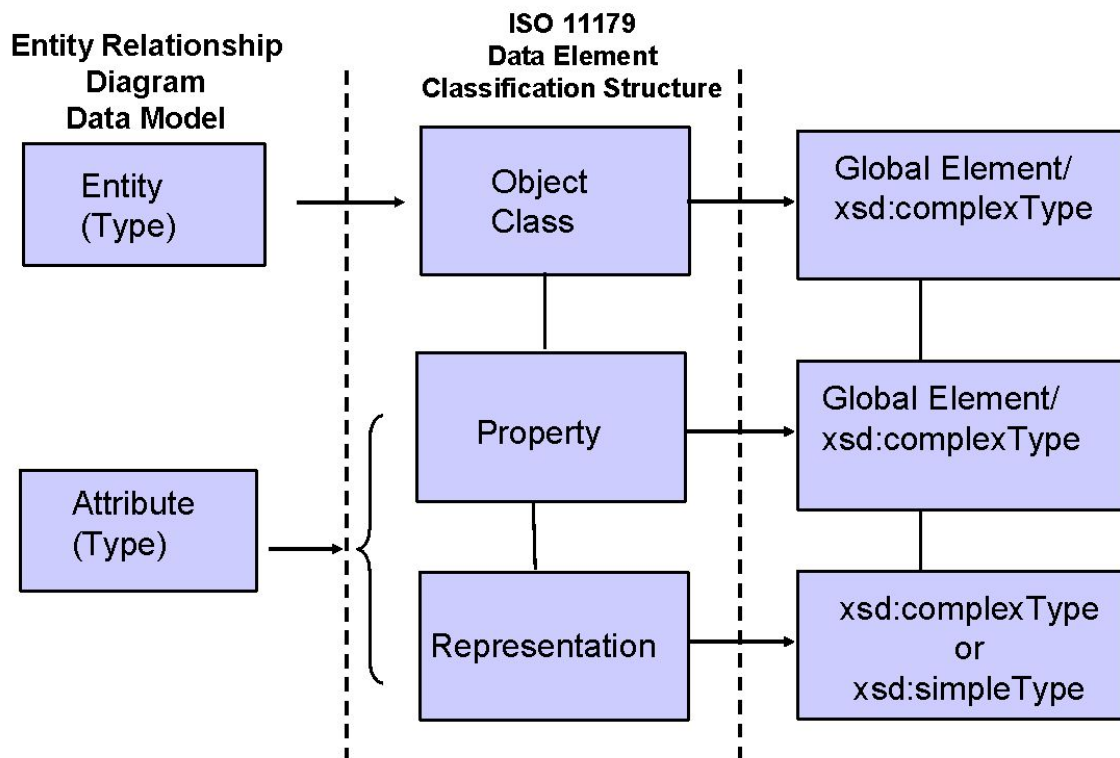 Entity Relationship
Diagram
Data Model
ISO 11179
Data Element
Classification Structure
Entity
(Type)
Object
Class
Global Element/
xsd:complexType
Property
Global Element/
xsd:complexType
Attribute
(Type)
Representation
xsd:complexType
or
xsd:simpleType